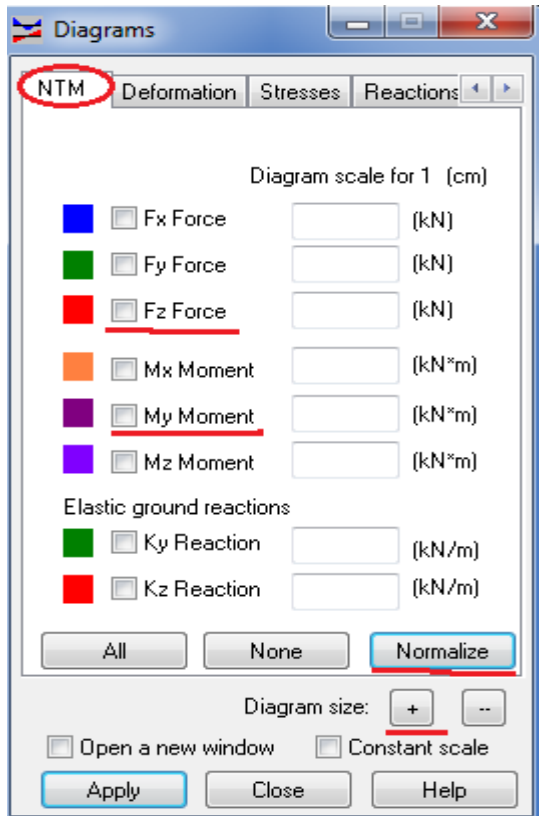 Diagrams
NTM Deformation Stresses Reactions
Diagram scale for 1 (cm)
Fx Force (kN)
Fy Force (kN)
Fz Force (kN)
Mx Moment (kN*m)
My Moment (kN*m)
Mz Moment (kN*m)
Elastic ground reactions
Ky Reaction (kN/m)
Kz Reaction (kN/m)
All None Normalize
Diagram size: + --
Open a new window Constant scale
Apply Close Help